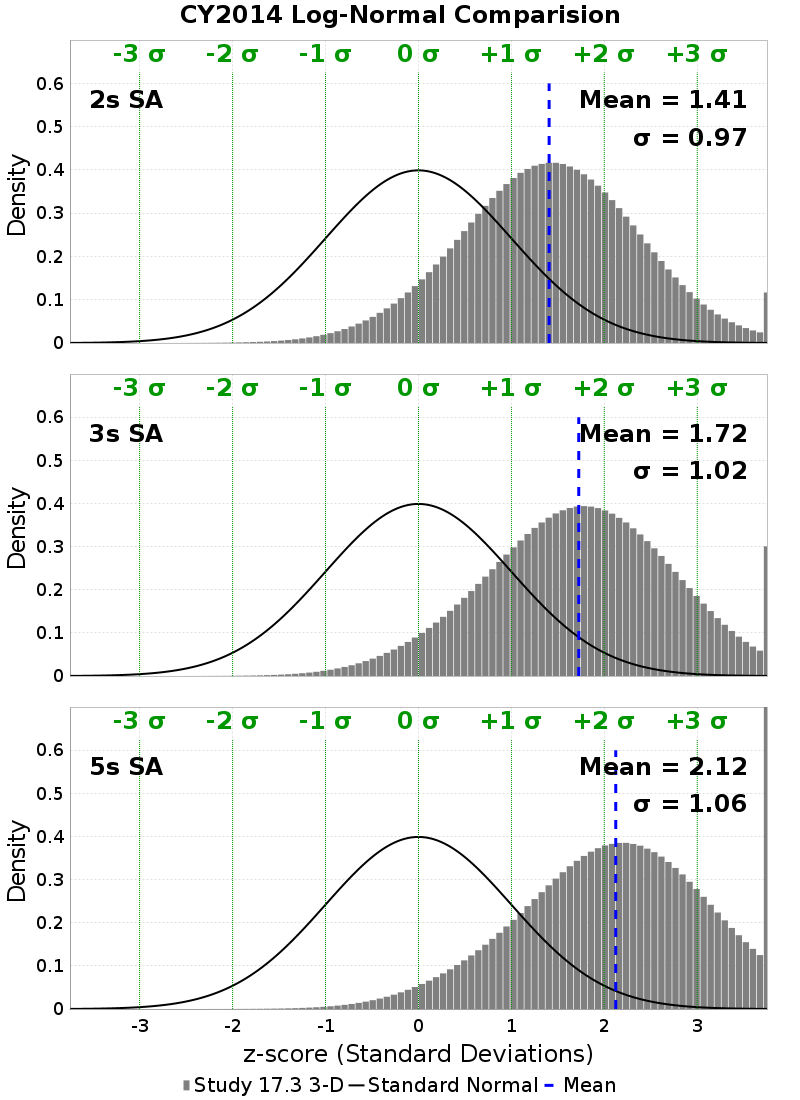 CY2014 Log-Normal Comparision
-3 σ -2 σ -1 σ 0 σ +1 σ +2 σ +3 σ
0.6
2s SA Mean = 1.41
0.5
σ = 0.97
0.4
0.3
0.2
0.1
0
Density
-3 σ -2 σ -1 σ 0 σ +1 σ +2 σ +3 σ
0.6
3s SA Mean = 1.72
0.5
σ = 1.02
0.4
0.3
0.2
0.1
0
Density
-3 σ -2 σ -1 σ 0 σ +1 σ +2 σ +3 σ
0.6
5s SA Mean = 2.12
0.5
σ = 1.06
0.4
0.3
0.2
0.1
0
Density
-3 -2 -1 0 1 2 3
z-score (Standard Deviations)
Study 17.3 3-D Standard Normal Mean